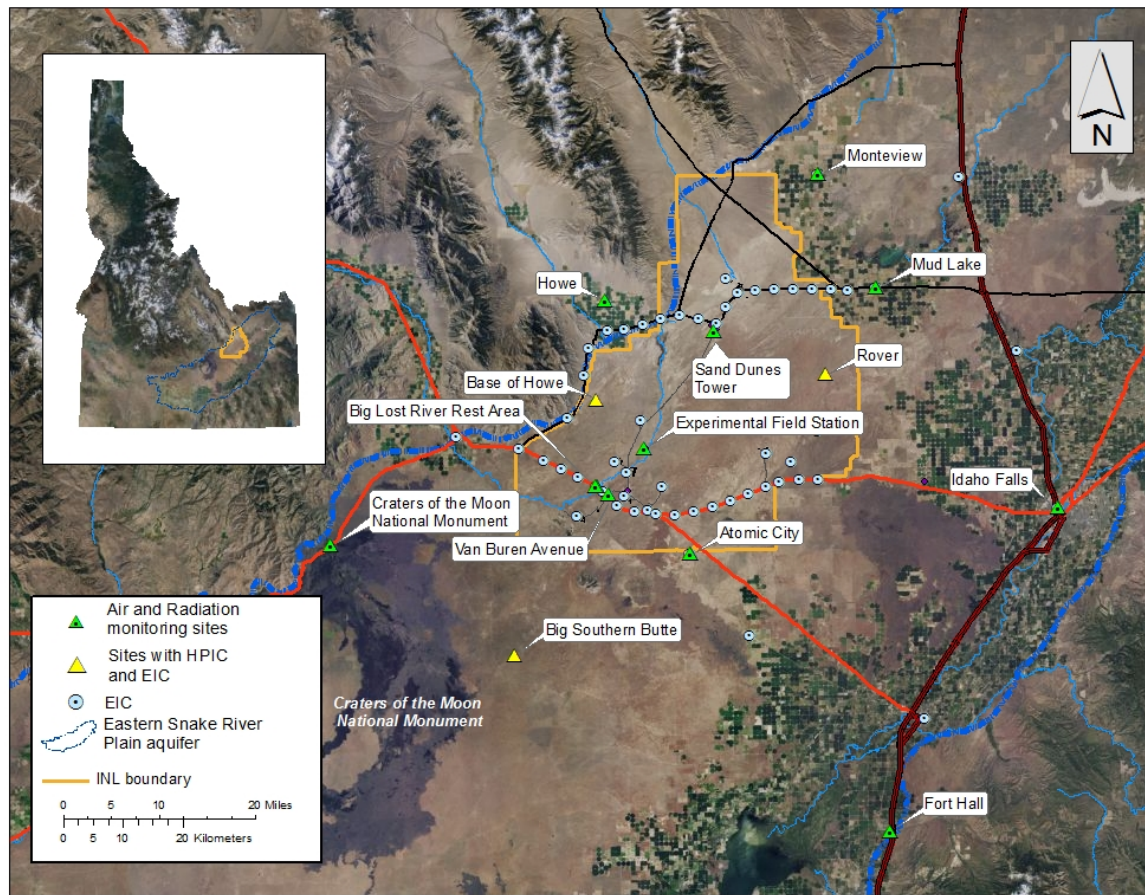 N
Monteview
Mud Lake
Howe
Sand Dunes
Tower
Rover
Base of Howe
Big Lost River Rest Area
Experimental Field Station
Idaho Falls
Craters of the Moon
National Monument
Van Buren Avenue
Atomic City
Big Southern Butte
Craters of the Moon
National Monument
Fort Hall
Air and Radiation
monitoring sites
Sites with HPIC
and EIC
EIC
Eastern Snake River
Plain aquifer
INL boundary
0 5 10 20 Miles
0 5 10 20 Kilometers